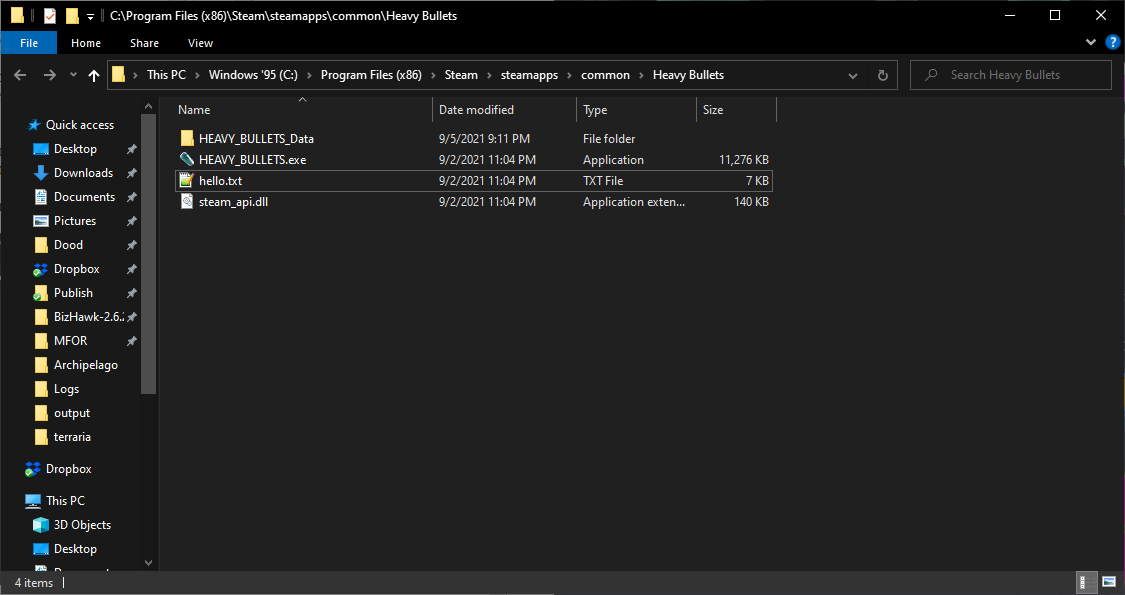 C:\Program Files (x86)\Steam\steamapps\common\Heavy Bullets
File Home Share View
This PC Windows '95 (C:) Program Files (x86) Steam steamapps common Heavy Bullets
Search Heavy Bullets
Quick access
Desktop
Downloads
Documents
Pictures
Dood
Dropbox
Publish
BizHawk-2.6.2
MFOR
Archipelago
Logs
output
terraria
Dropbox
This PC
3D Objects
Desktop
Name Date modified Type Size
HEAVY_BULLETS_Data 9/5/2021 9:11 PM File folder
HEAVY_BULLETS.exe 9/2/2021 11:04 PM Application 11,276 KB
hello.txt 9/2/2021 11:04 PM TXT File 7 KB
steam_api.dll 9/2/2021 11:04 PM Application exten... 140 KB
4 items